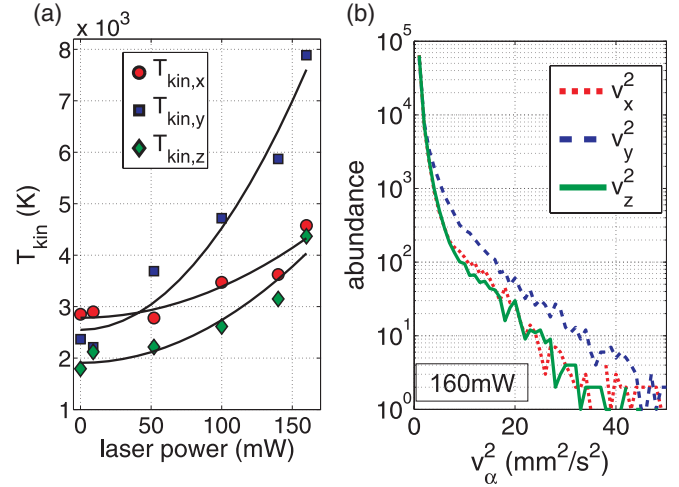 (a)
× 10³
T_kin (K)
8
7
6
5
4
3
2
1
T_kin,x
T_kin,y
T_kin,z
0 50 100 150
laser power (mW)
(b)
abundance
10⁵
10⁴
10³
10²
10¹
10⁰
v_x²
v_y²
v_z²
160mW
0 20 40
v_α² (mm²/s²)